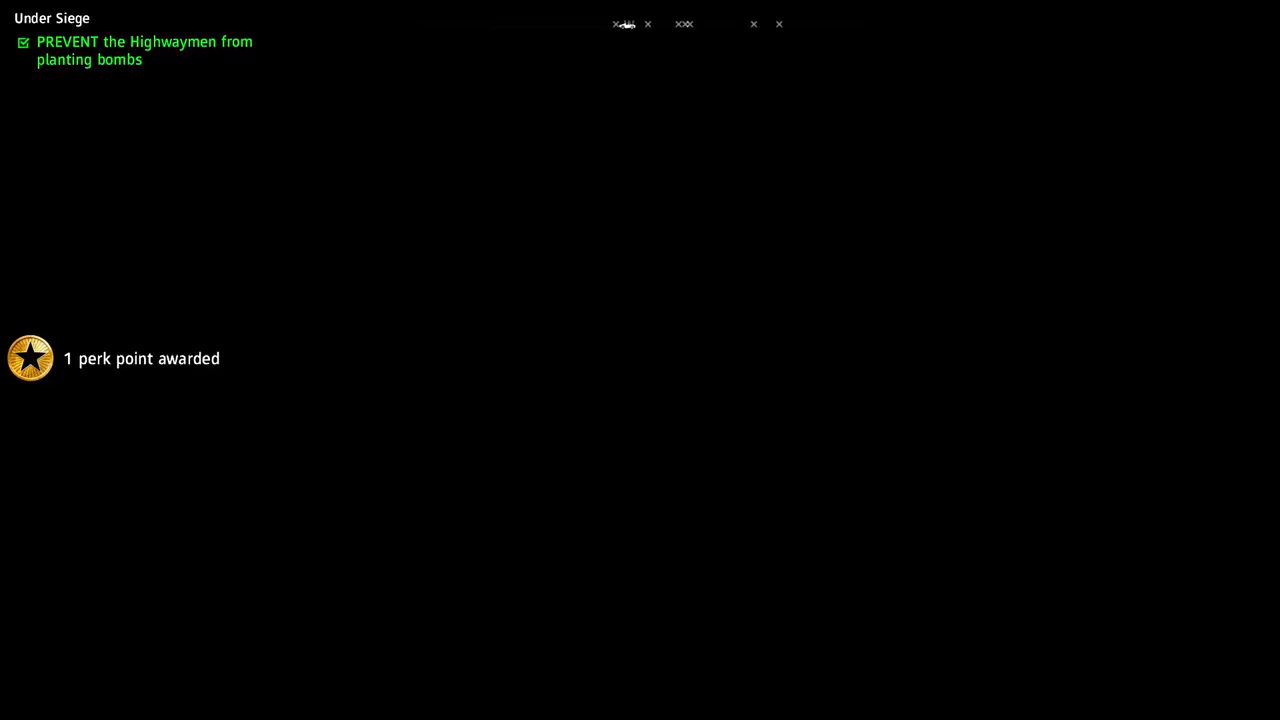 Under Siege
PREVENT the Highwaymen from
planting bombs
1 perk point awarded